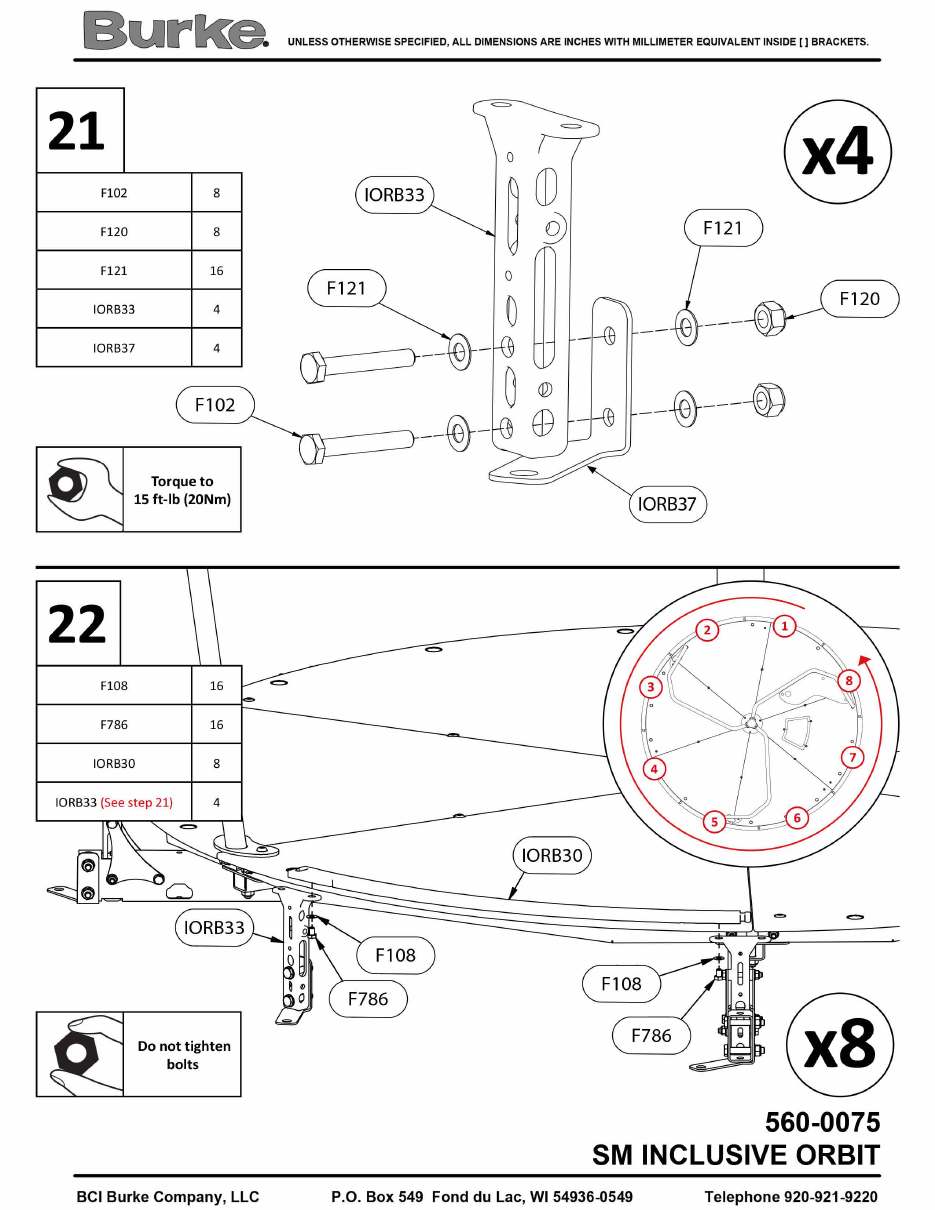 Burke.
UNLESS OTHERWISE SPECIFIED, ALL DIMENSIONS ARE INCHES WITH MILLIMETER EQUIVALENT INSIDE [ ] BRACKETS.
21
F102 8
F120 8
F121 16
IORB33 4
IORB37 4
x4
IORB33
F121
F121
F120
F102
IORB37
Torque to
15 ft-lb (20Nm)
22
F108 16
F786 16
IORB30 8
IORB33 (See step 21) 4
1
2
3
4
5
6
7
8
IORB30
IORB33
F108
F786
F108
F786
Do not tighten
bolts
x8
560-0075
SM INCLUSIVE ORBIT
BCI Burke Company, LLC P.O. Box 549 Fond du Lac, WI 54936-0549 Telephone 920-921-9220